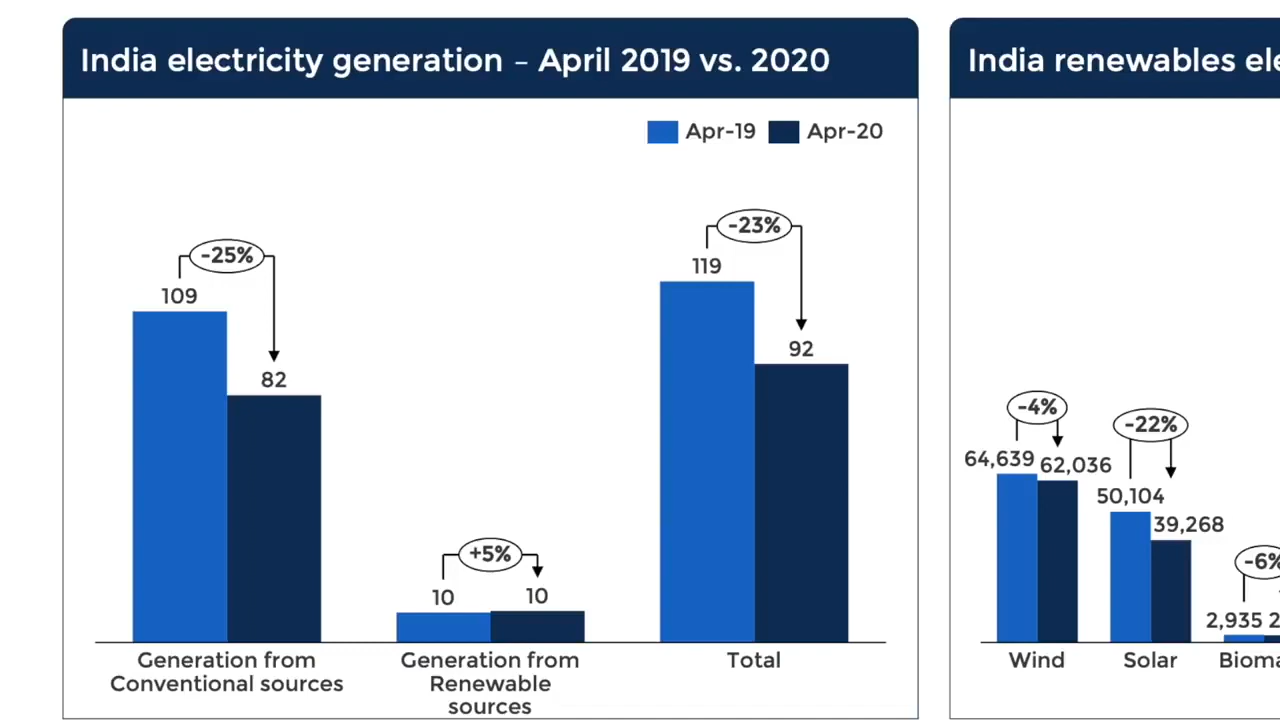 India electricity generation – April 2019 vs. 2020
Apr-19 Apr-20
-25%
109
82
+5%
10
10
-23%
119
92
Generation from
Conventional sources
Generation from
Renewable
sources
Total
India renewables ele
-4%
64,639
62,036
-22%
50,104
39,268
-6%
2,935 2
Wind
Solar
Bioma